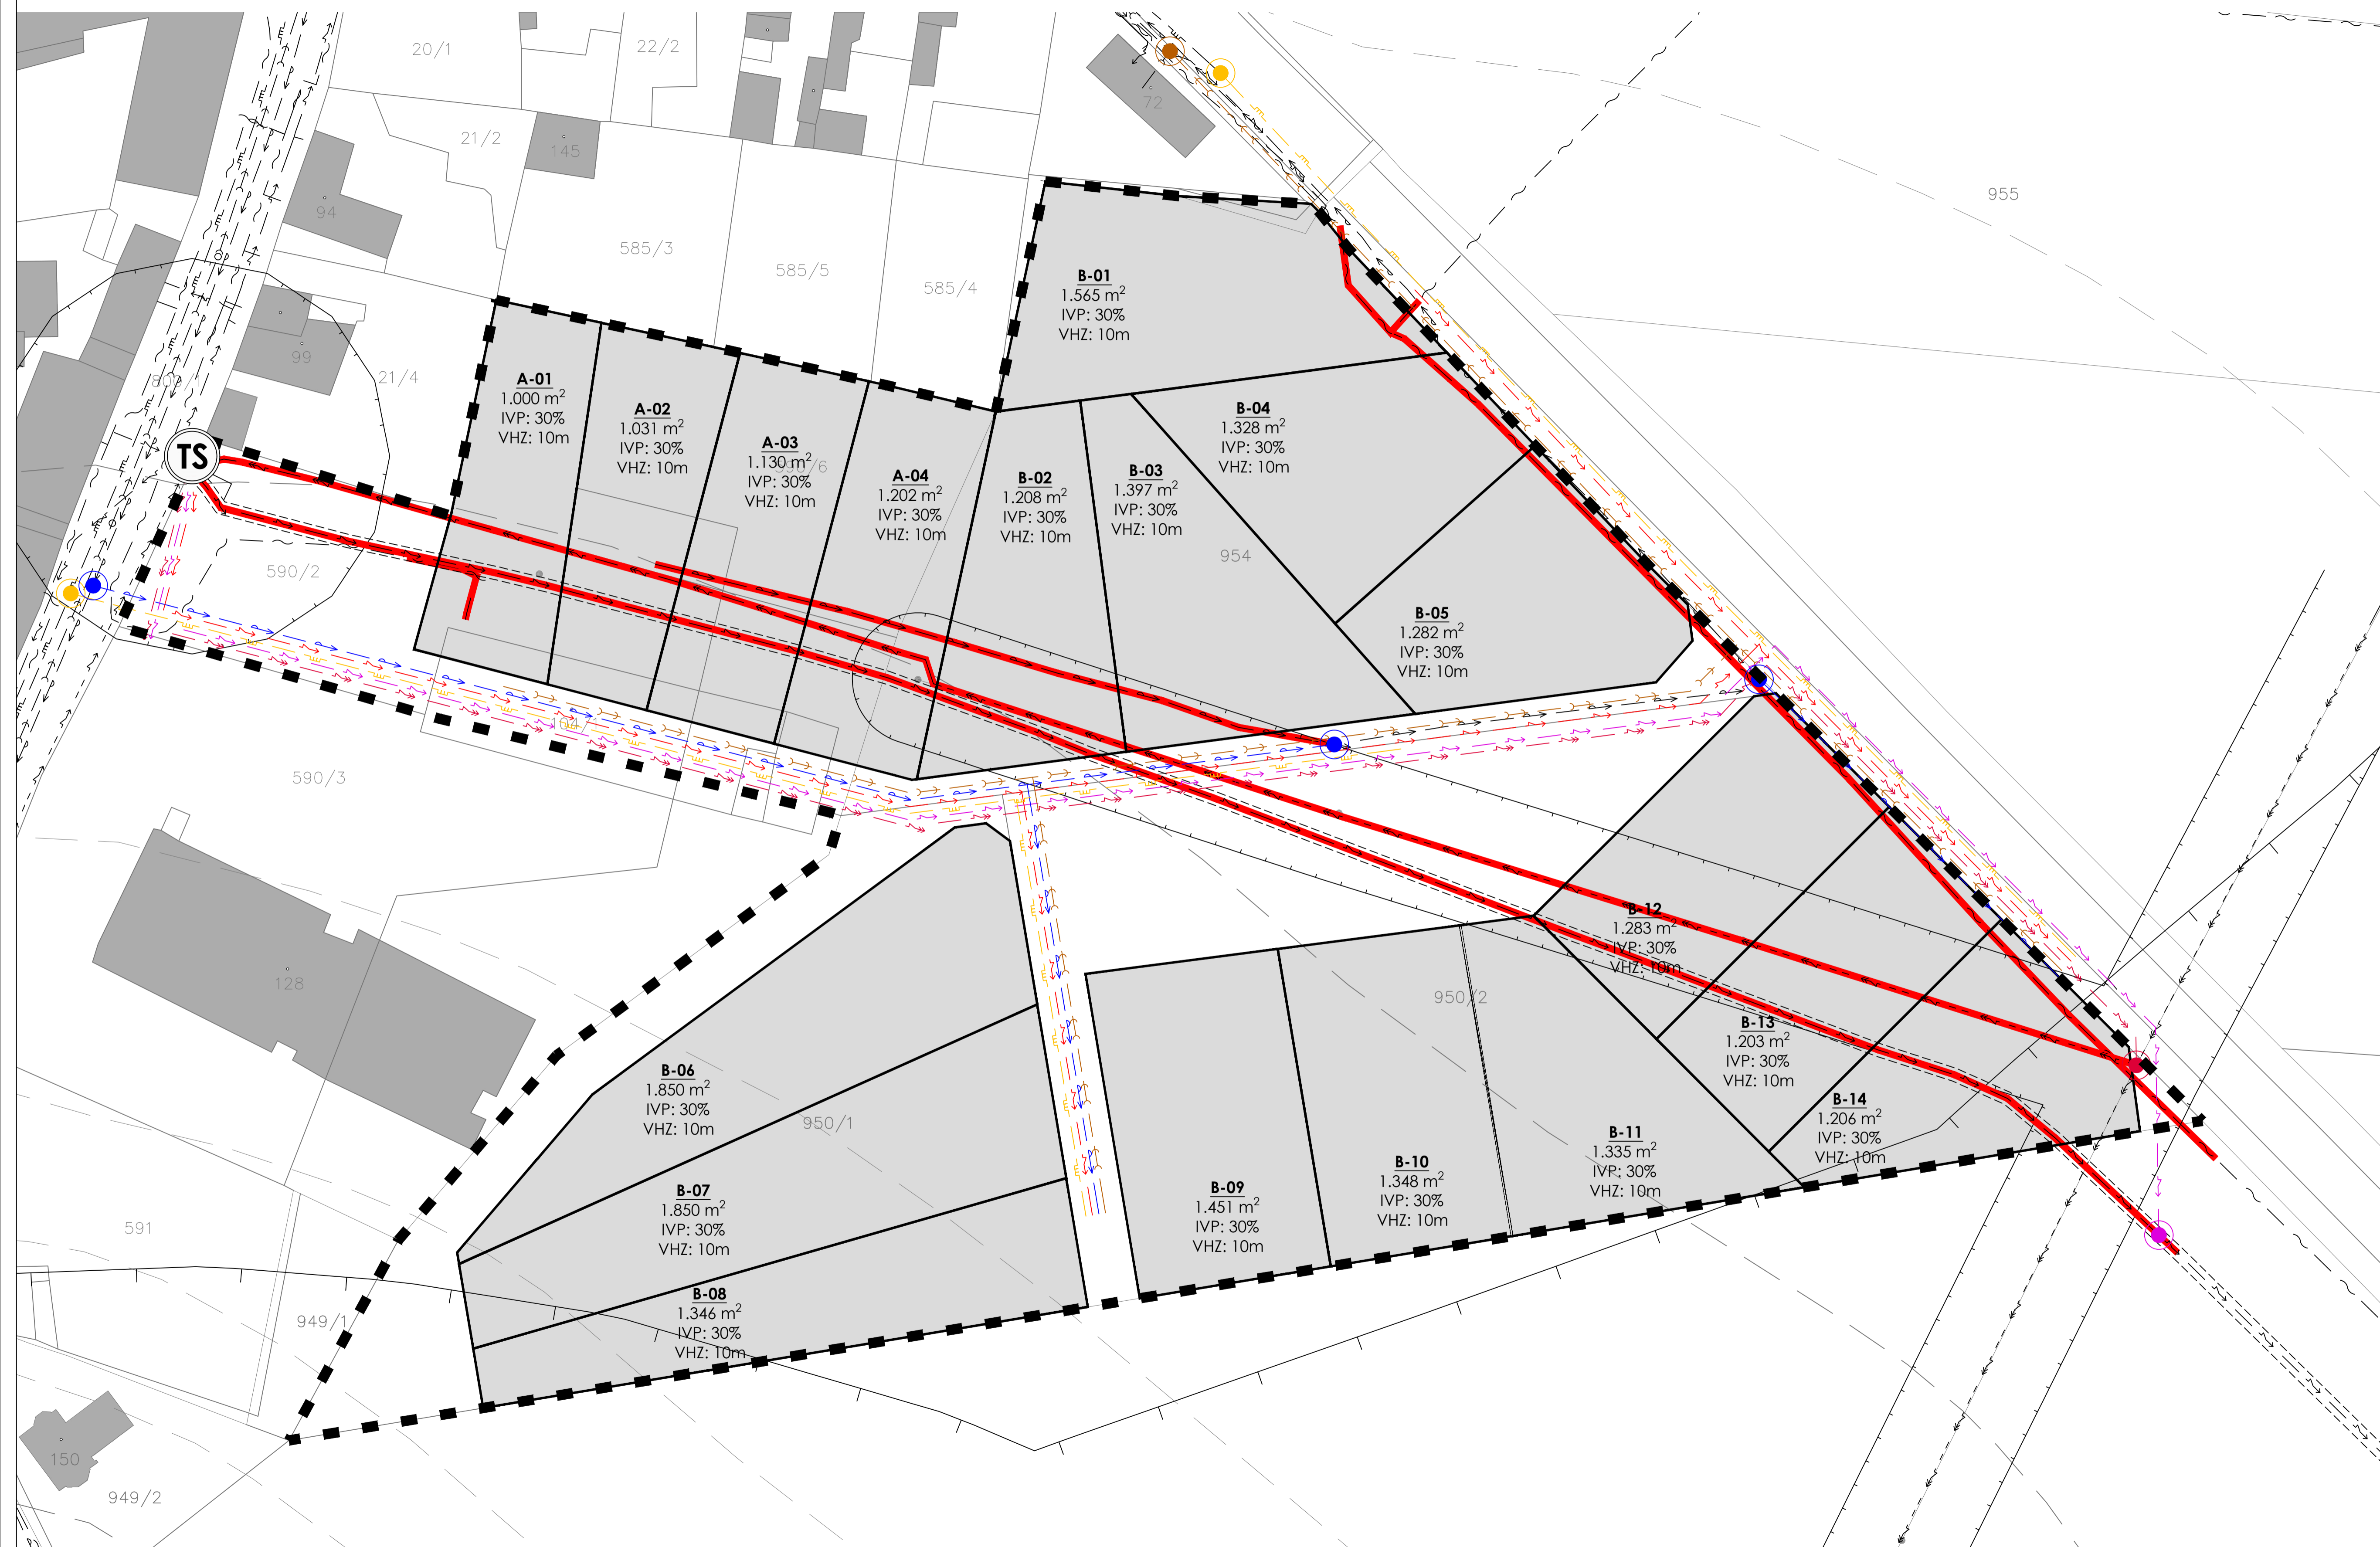 20/1
22/2
72
21/2
145
955
94
585/3
585/5
585/4
B-01
1.565 m²
IVP: 30%
VHZ: 10m
99
809/1
21/4
A-01
1.000 m²
IVP: 30%
VHZ: 10m
A-02
1.031 m²
IVP: 30%
VHZ: 10m
A-03
1.130 m²
590/6
IVP: 30%
VHZ: 10m
A-04
1.202 m²
IVP: 30%
VHZ: 10m
B-02
1.208 m²
IVP: 30%
VHZ: 10m
B-03
1.397 m²
IVP: 30%
VHZ: 10m
B-04
1.328 m²
IVP: 30%
VHZ: 10m
TS
954
590/2
B-05
1.282 m²
IVP: 30%
VHZ: 10m
590/3
B-12
1.283 m²
IVP: 30%
VHZ: 10m
128
950/2
B-13
1.203 m²
IVP: 30%
VHZ: 10m
B-06
1.850 m²
IVP: 30%
VHZ: 10m
950/1
B-14
1.206 m²
IVP: 30%
VHZ: 10m
B-11
1.335 m²
IVP: 30%
VHZ: 10m
B-10
1.348 m²
IVP: 30%
VHZ: 10m
B-09
1.451 m²
IVP: 30%
VHZ: 10m
B-07
1.850 m²
IVP: 30%
VHZ: 10m
591
B-08
1.346 m²
IVP: 30%
VHZ: 10m
949/1
150
949/2